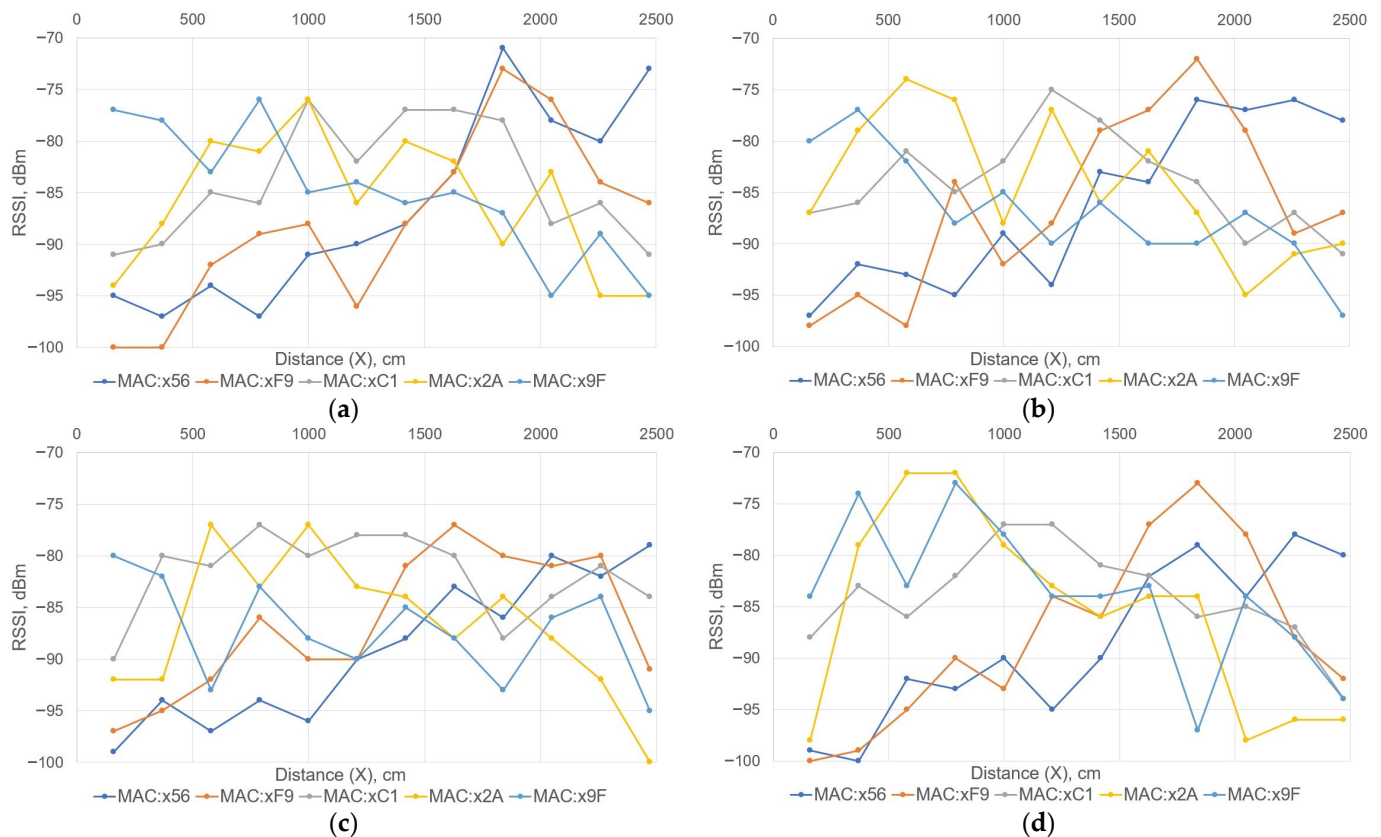 0 500 1000 1500 2000 2500
−70
−75
−80
−85
−90
−95
−100
RSSI, dBm
Distance (X), cm
MAC:x56 MAC:xF9 MAC:xC1 MAC:x2A MAC:x9F
(a)
0 500 1000 1500 2000 2500
−70
−75
−80
−85
−90
−95
−100
RSSI, dBm
Distance (X), cm
MAC:x56 MAC:xF9 MAC:xC1 MAC:x2A MAC:x9F
(b)
0 500 1000 1500 2000 2500
−70
−75
−80
−85
−90
−95
−100
RSSI, dBm
Distance (X), cm
MAC:x56 MAC:xF9 MAC:xC1 MAC:x2A MAC:x9F
(c)
0 500 1000 1500 2000 2500
−70
−75
−80
−85
−90
−95
−100
RSSI, dBm
Distance (X), cm
MAC:x56 MAC:xF9 MAC:xC1 MAC:x2A MAC:x9F
(d)